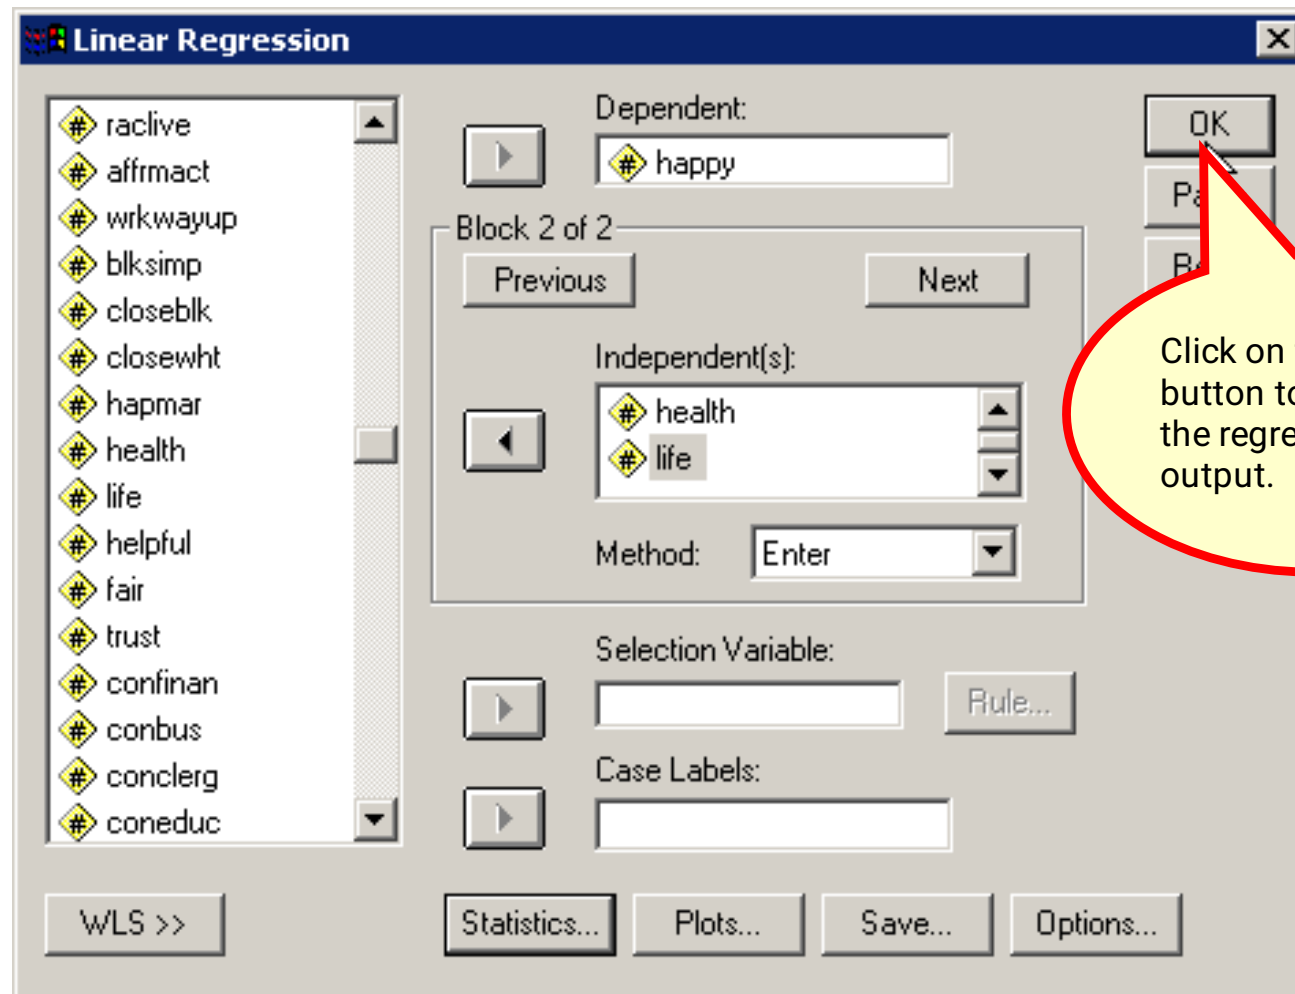 Linear Regression
raclive
affrmact
wrkwayup
blksimp
closeblk
closewht
hapmar
health
life
helpful
fair
trust
confinan
conbus
conclerg
coneduc
WLS >>
Dependent:
happy
Block 2 of 2
Previous
Next
Independent(s):
health
life
Method:
Enter
Selection Variable:
Rule...
Case Labels:
Statistics...
Plots...
Save...
Options...
OK
Click on
button
the
output.